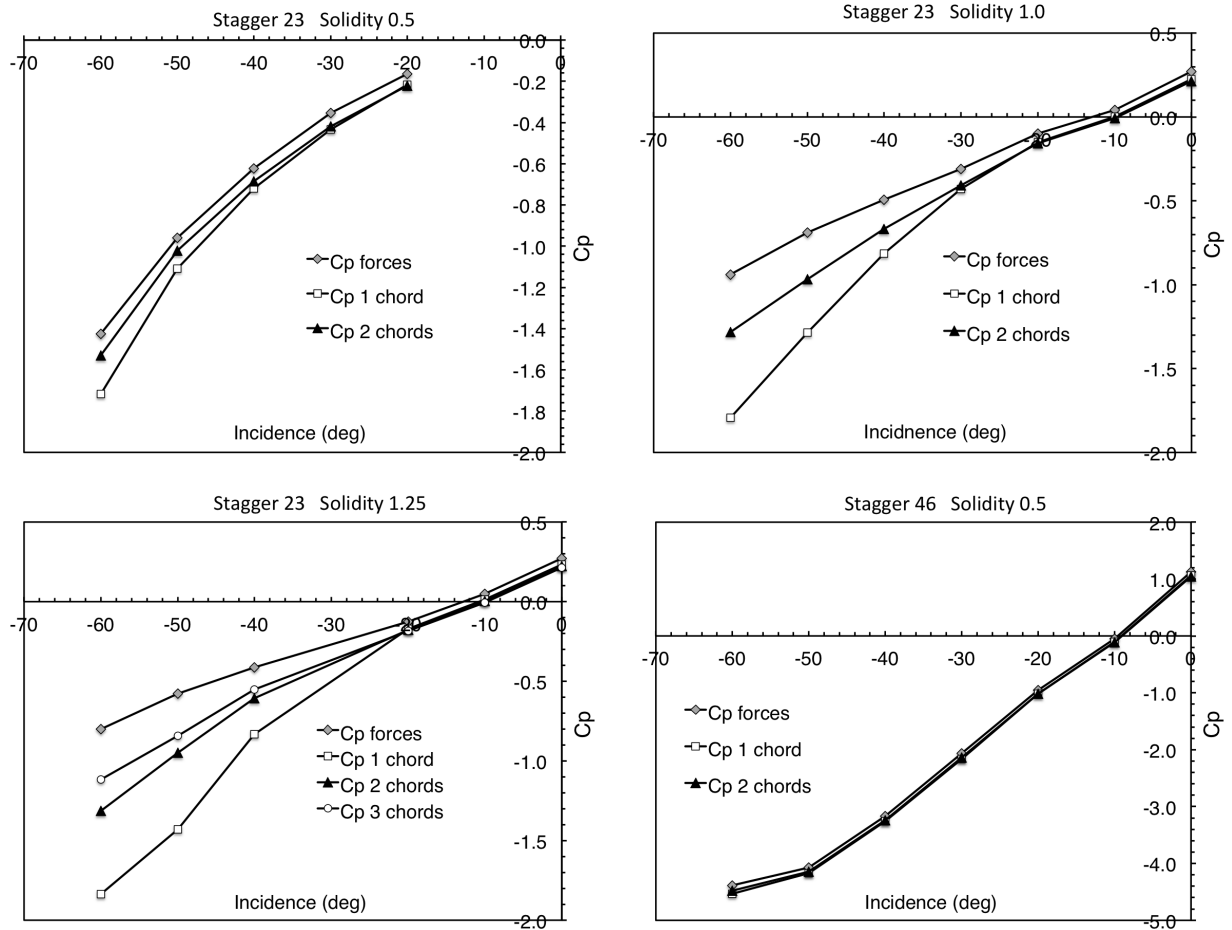 Stagger 23 Solidity 0.5
0.0
-70 -60 -50 -40 -30 -20 -10 0
-0.2
-0.4
-0.6
-0.8
-1.0
-1.2
-1.4
-1.6
-1.8
-2.0
Cp
Cp forces
Cp 1 chord
Cp 2 chords
Incidence (deg)
Stagger 23 Solidity 1.0
0.5
0.0
-70 -60 -50 -40 -30 -20 -10 0
-0.5
-1.0
-1.5
-2.0
Cp
Cp forces
Cp 1 chord
Cp 2 chords
Incidnence (deg)
Stagger 23 Solidity 1.25
0.5
0.0
-70 -60 -50 -40 -30 -20 -10 0
-0.5
-1.0
-1.5
-2.0
Cp
Cp forces
Cp 1 chord
Cp 2 chords
Cp 3 chords
Incidence (deg)
Stagger 46 Solidity 0.5
2.0
1.0
0.0
-70 -60 -50 -40 -30 -20 -10 0
-1.0
-2.0
-3.0
-4.0
-5.0
Cp
Cp forces
Cp 1 chord
Cp 2 chords
Incidence (deg)